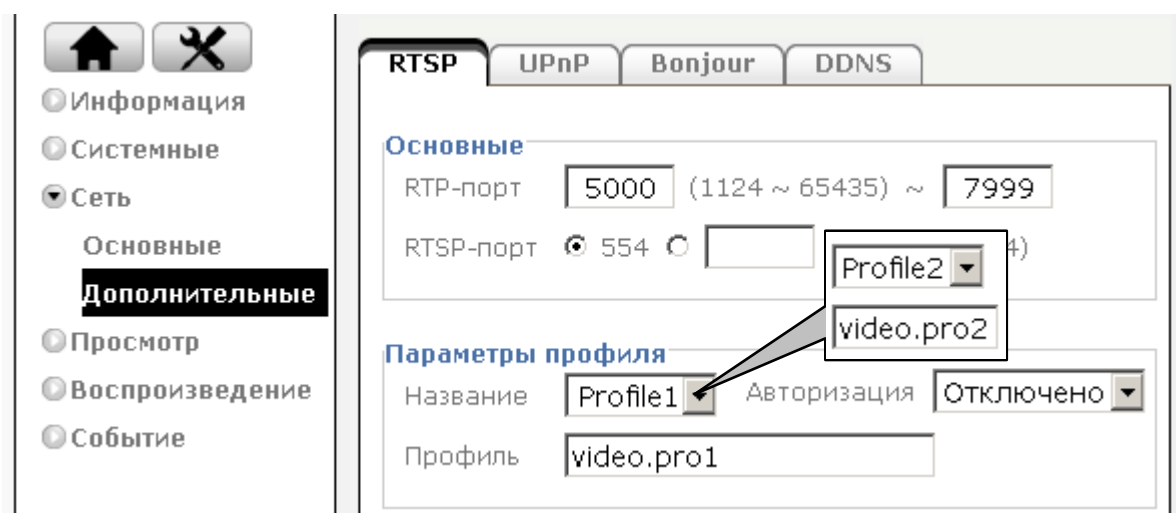 Информация
Системные
Сеть
Основные
Дополнительные
Просмотр
Воспроизведение
Событие
RTSP UPnP Bonjour DDNS
Основные
RTP-порт 5000 (1124 ~ 65435) ~ 7999
RTSP-порт 554 4)
Profile2
video.pro2
Параметры профиля
Название Profile1 Авторизация Отключено
Профиль video.pro1